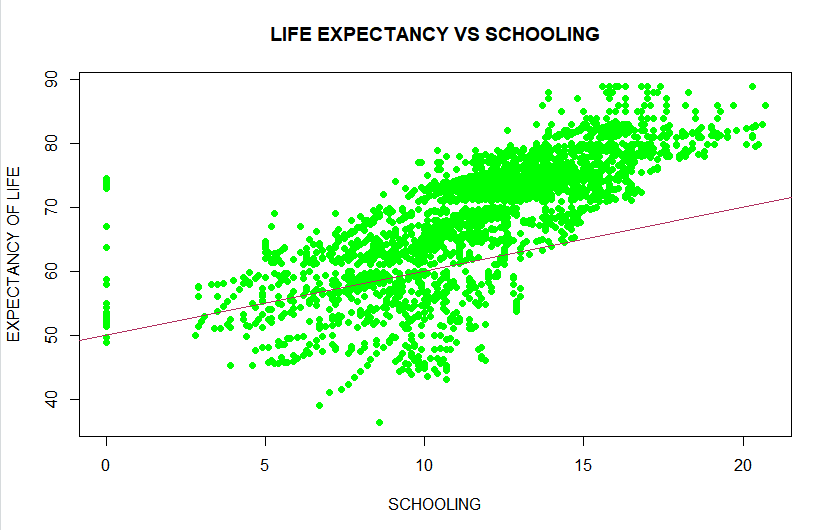 LIFE EXPECTANCY VS SCHOOLING
EXPECTANCY OF LIFE
90
80
70
60
50
40
0 5 10 15 20
SCHOOLING